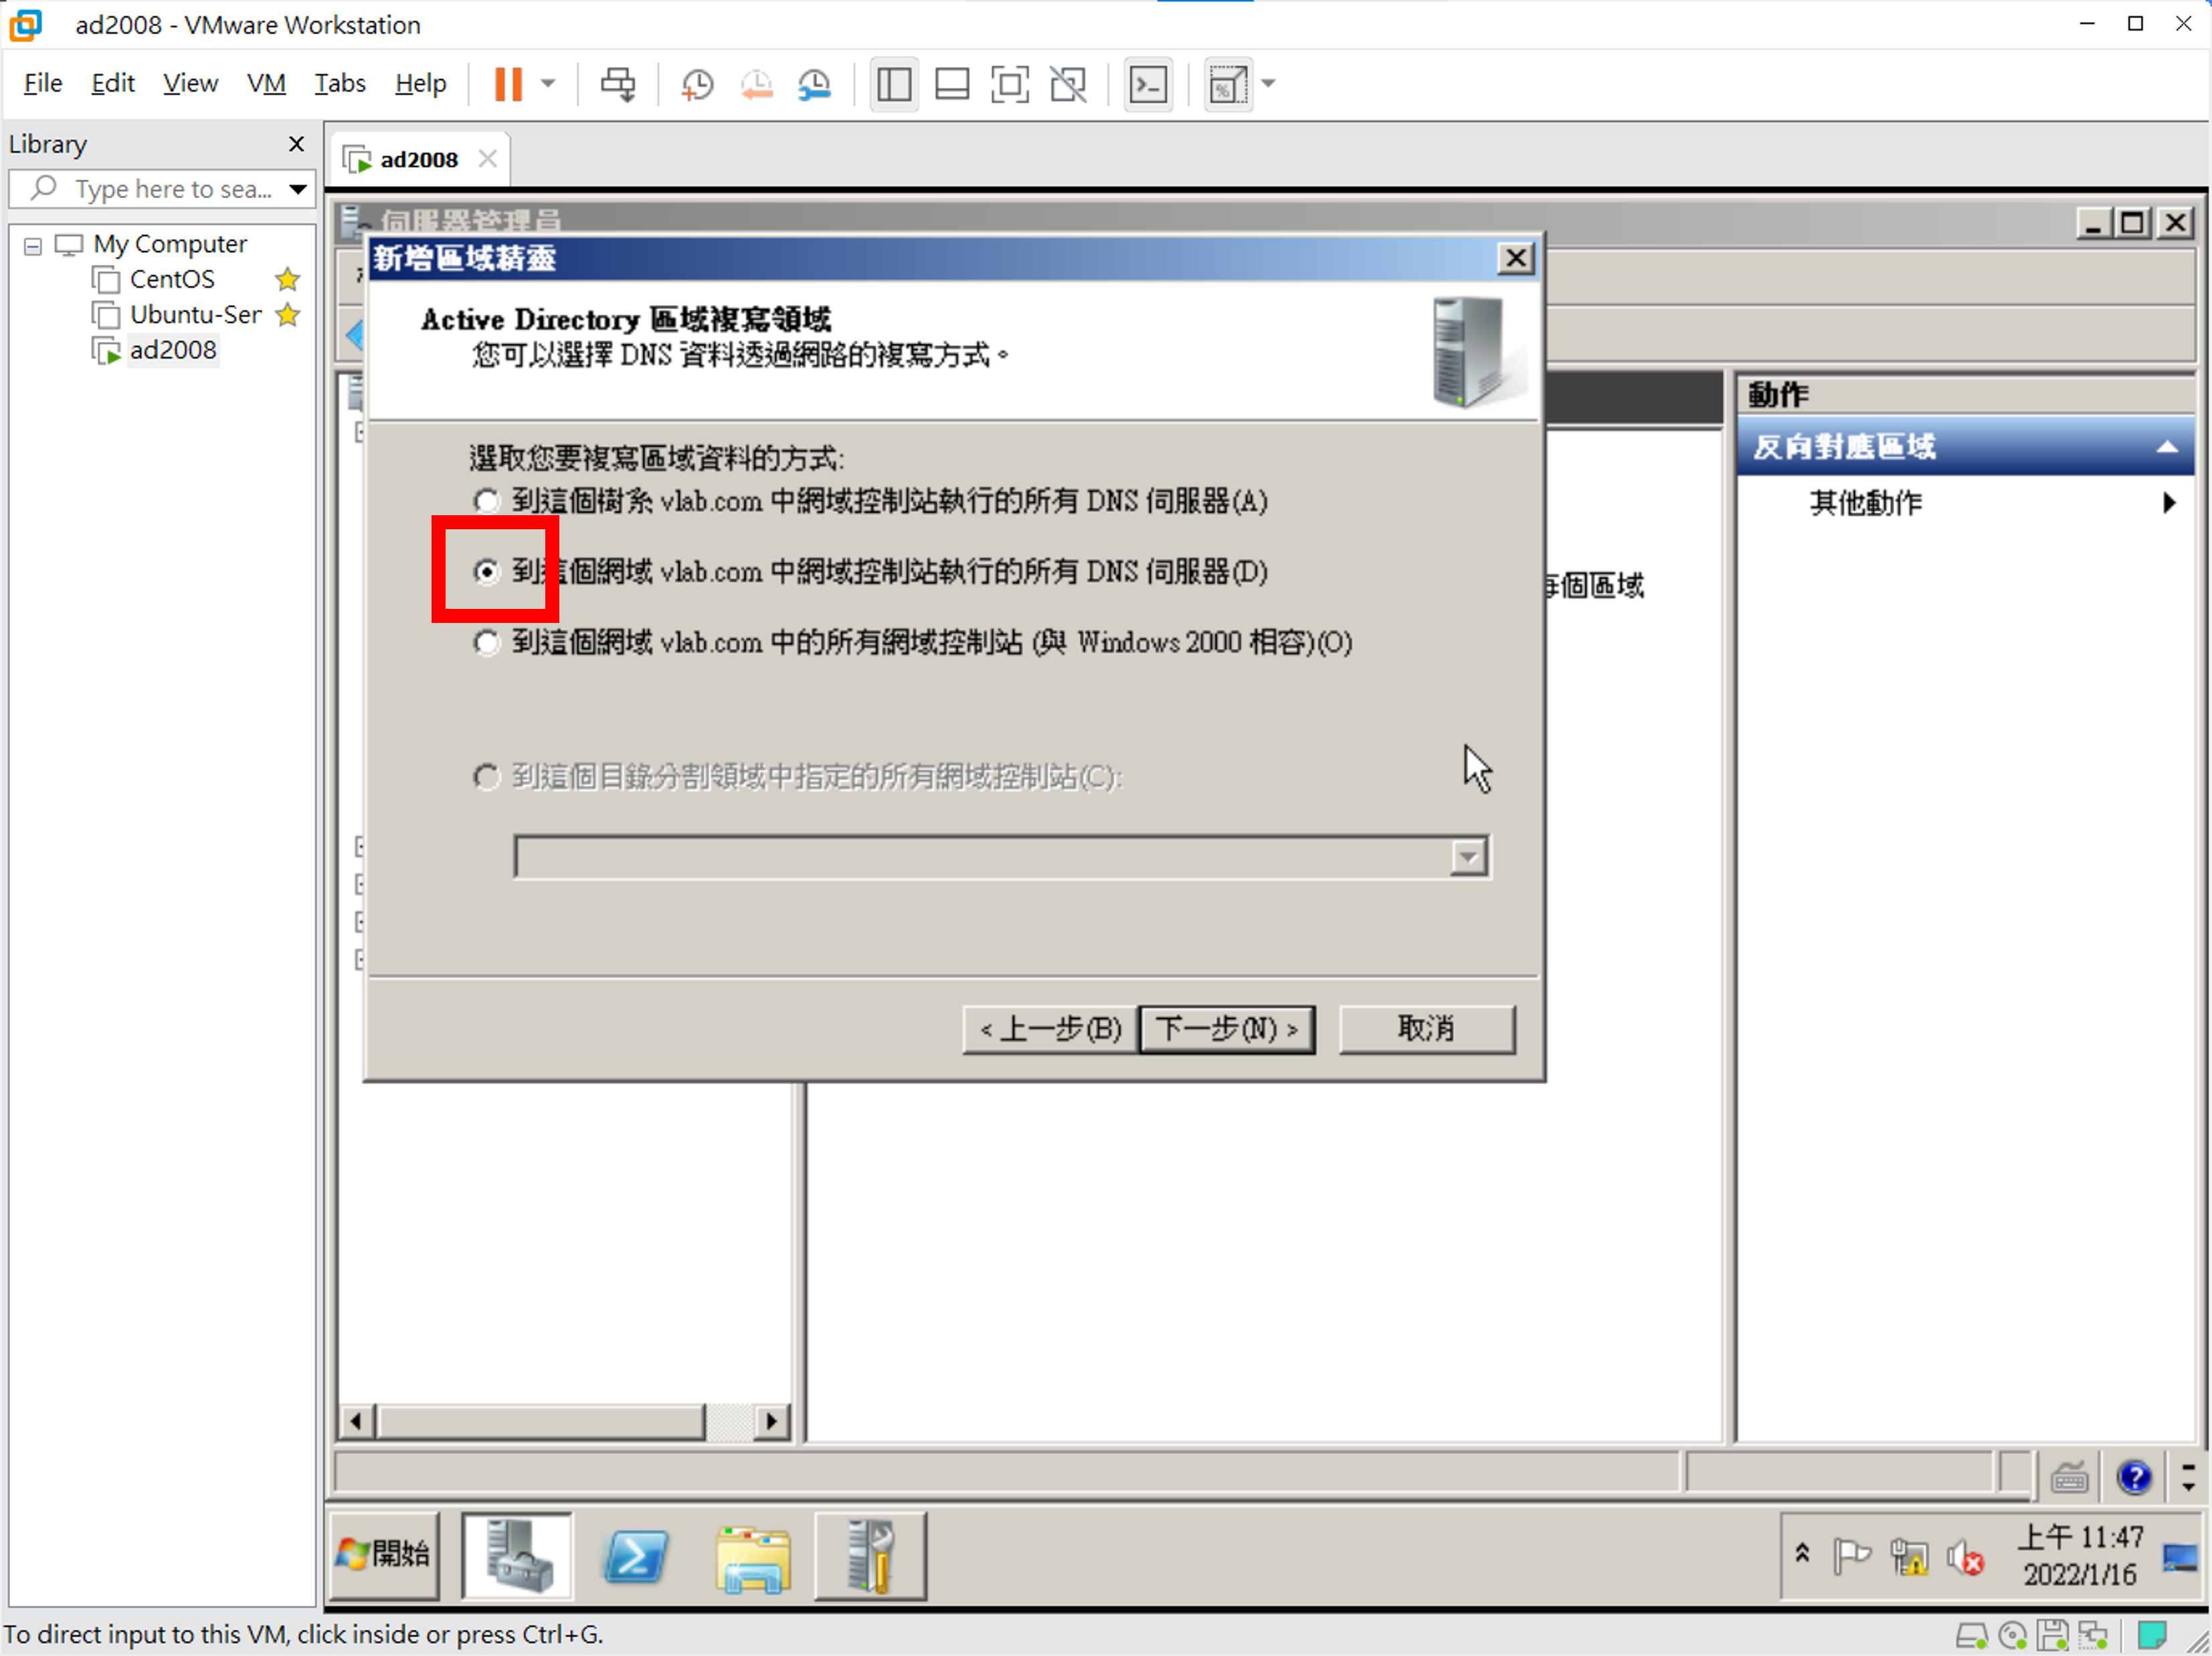 ad2008 - VMware Workstation
File Edit View VM Tabs Help
Library
Type here to sea...
My Computer
CentOS
Ubuntu-Ser
ad2008
ad2008
伺服器管理員
新增區域精靈
Active Directory 區域複寫領域
您可以選擇 DNS 資料透過網路的複寫方式。
選取您要複寫區域資料的方式:
到這個樹系 vlab.com 中網域控制站執行的所有 DNS 伺服器(A)
到這個網域 vlab.com 中網域控制站執行的所有 DNS 伺服器(D)
到這個網域 vlab.com 中的所有網域控制站 (與 Windows 2000 相容)(O)
到這個目錄分割領域中指定的所有網域控制站(C):
< 上一步(B) 下一步(N) > 取消
每個區域
動作
反向對應區域
其他動作
開始
上午 11:47
2022/1/16
To direct input to this VM, click inside or press Ctrl+G.